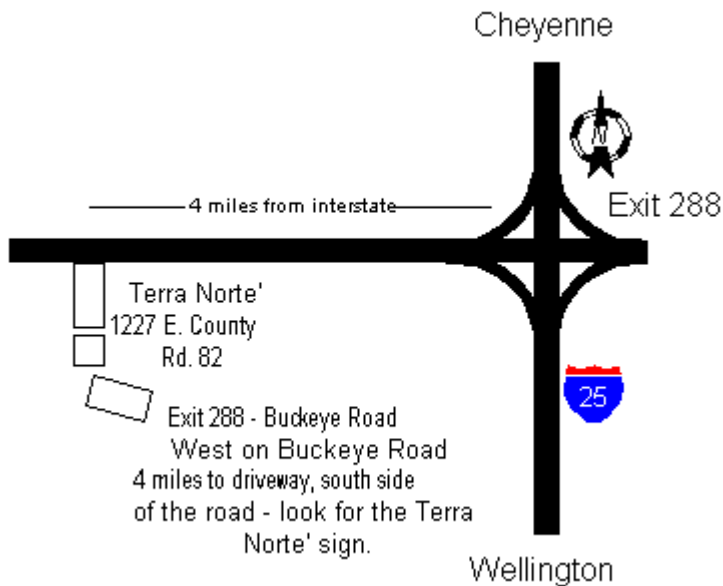 Cheyenne
Exit 288
4 miles from interstate
Terra Norte'
1227 E. County
Rd. 82
25
Exit 288 - Buckeye Road
West on Buckeye Road
4 miles to driveway, south side
of the road - look for the Terra
Norte' sign.
Wellington